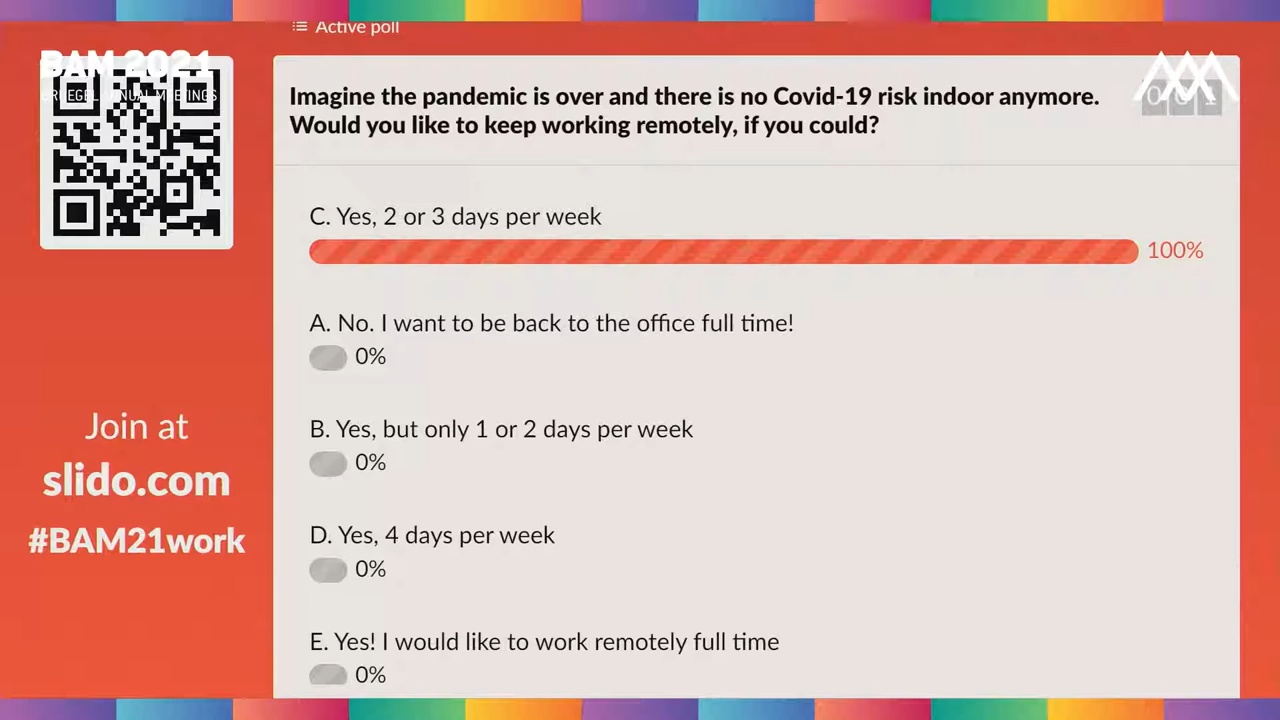 Active poll
BAM 2021
BRUEGEL ANNUAL MEETINGS
Imagine the pandemic is over and there is no Covid-19 risk indoor anymore.
Would you like to keep working remotely, if you could?
001
C. Yes, 2 or 3 days per week
100%
A. No. I want to be back to the office full time!
0%
B. Yes, but only 1 or 2 days per week
0%
D. Yes, 4 days per week
0%
E. Yes! I would like to work remotely full time
0%
Join at
slido.com
#BAM21work